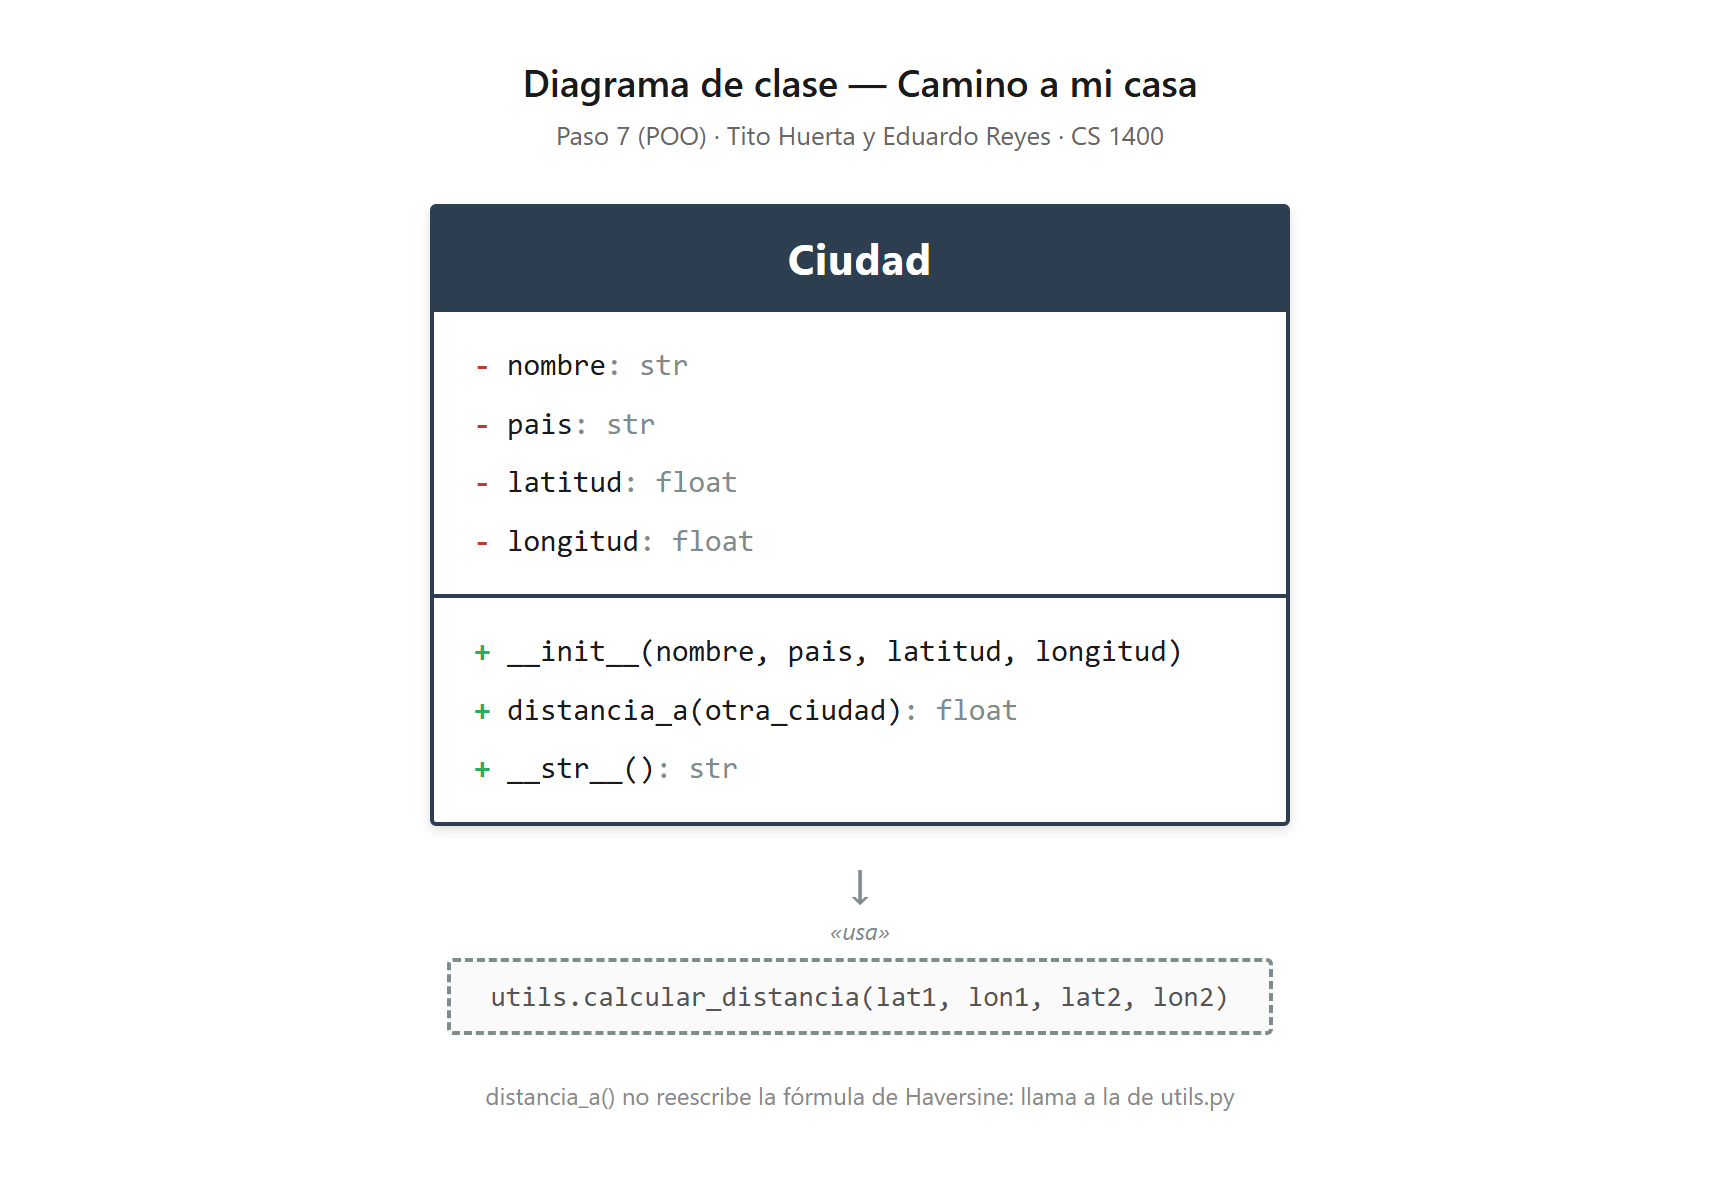 Diagrama de clase — Camino a mi casa
Paso 7 (POO) · Tito Huerta y Eduardo Reyes · CS 1400
Ciudad
- nombre: str
- pais: str
- latitud: float
- longitud: float
+ __init__(nombre, pais, latitud, longitud)
+ distancia_a(otra_ciudad): float
+ __str__(): str
↓
«usa»
utils.calcular_distancia(lat1, lon1, lat2, lon2)
distancia_a() no reescribe la fórmula de Haversine: llama a la de utils.py